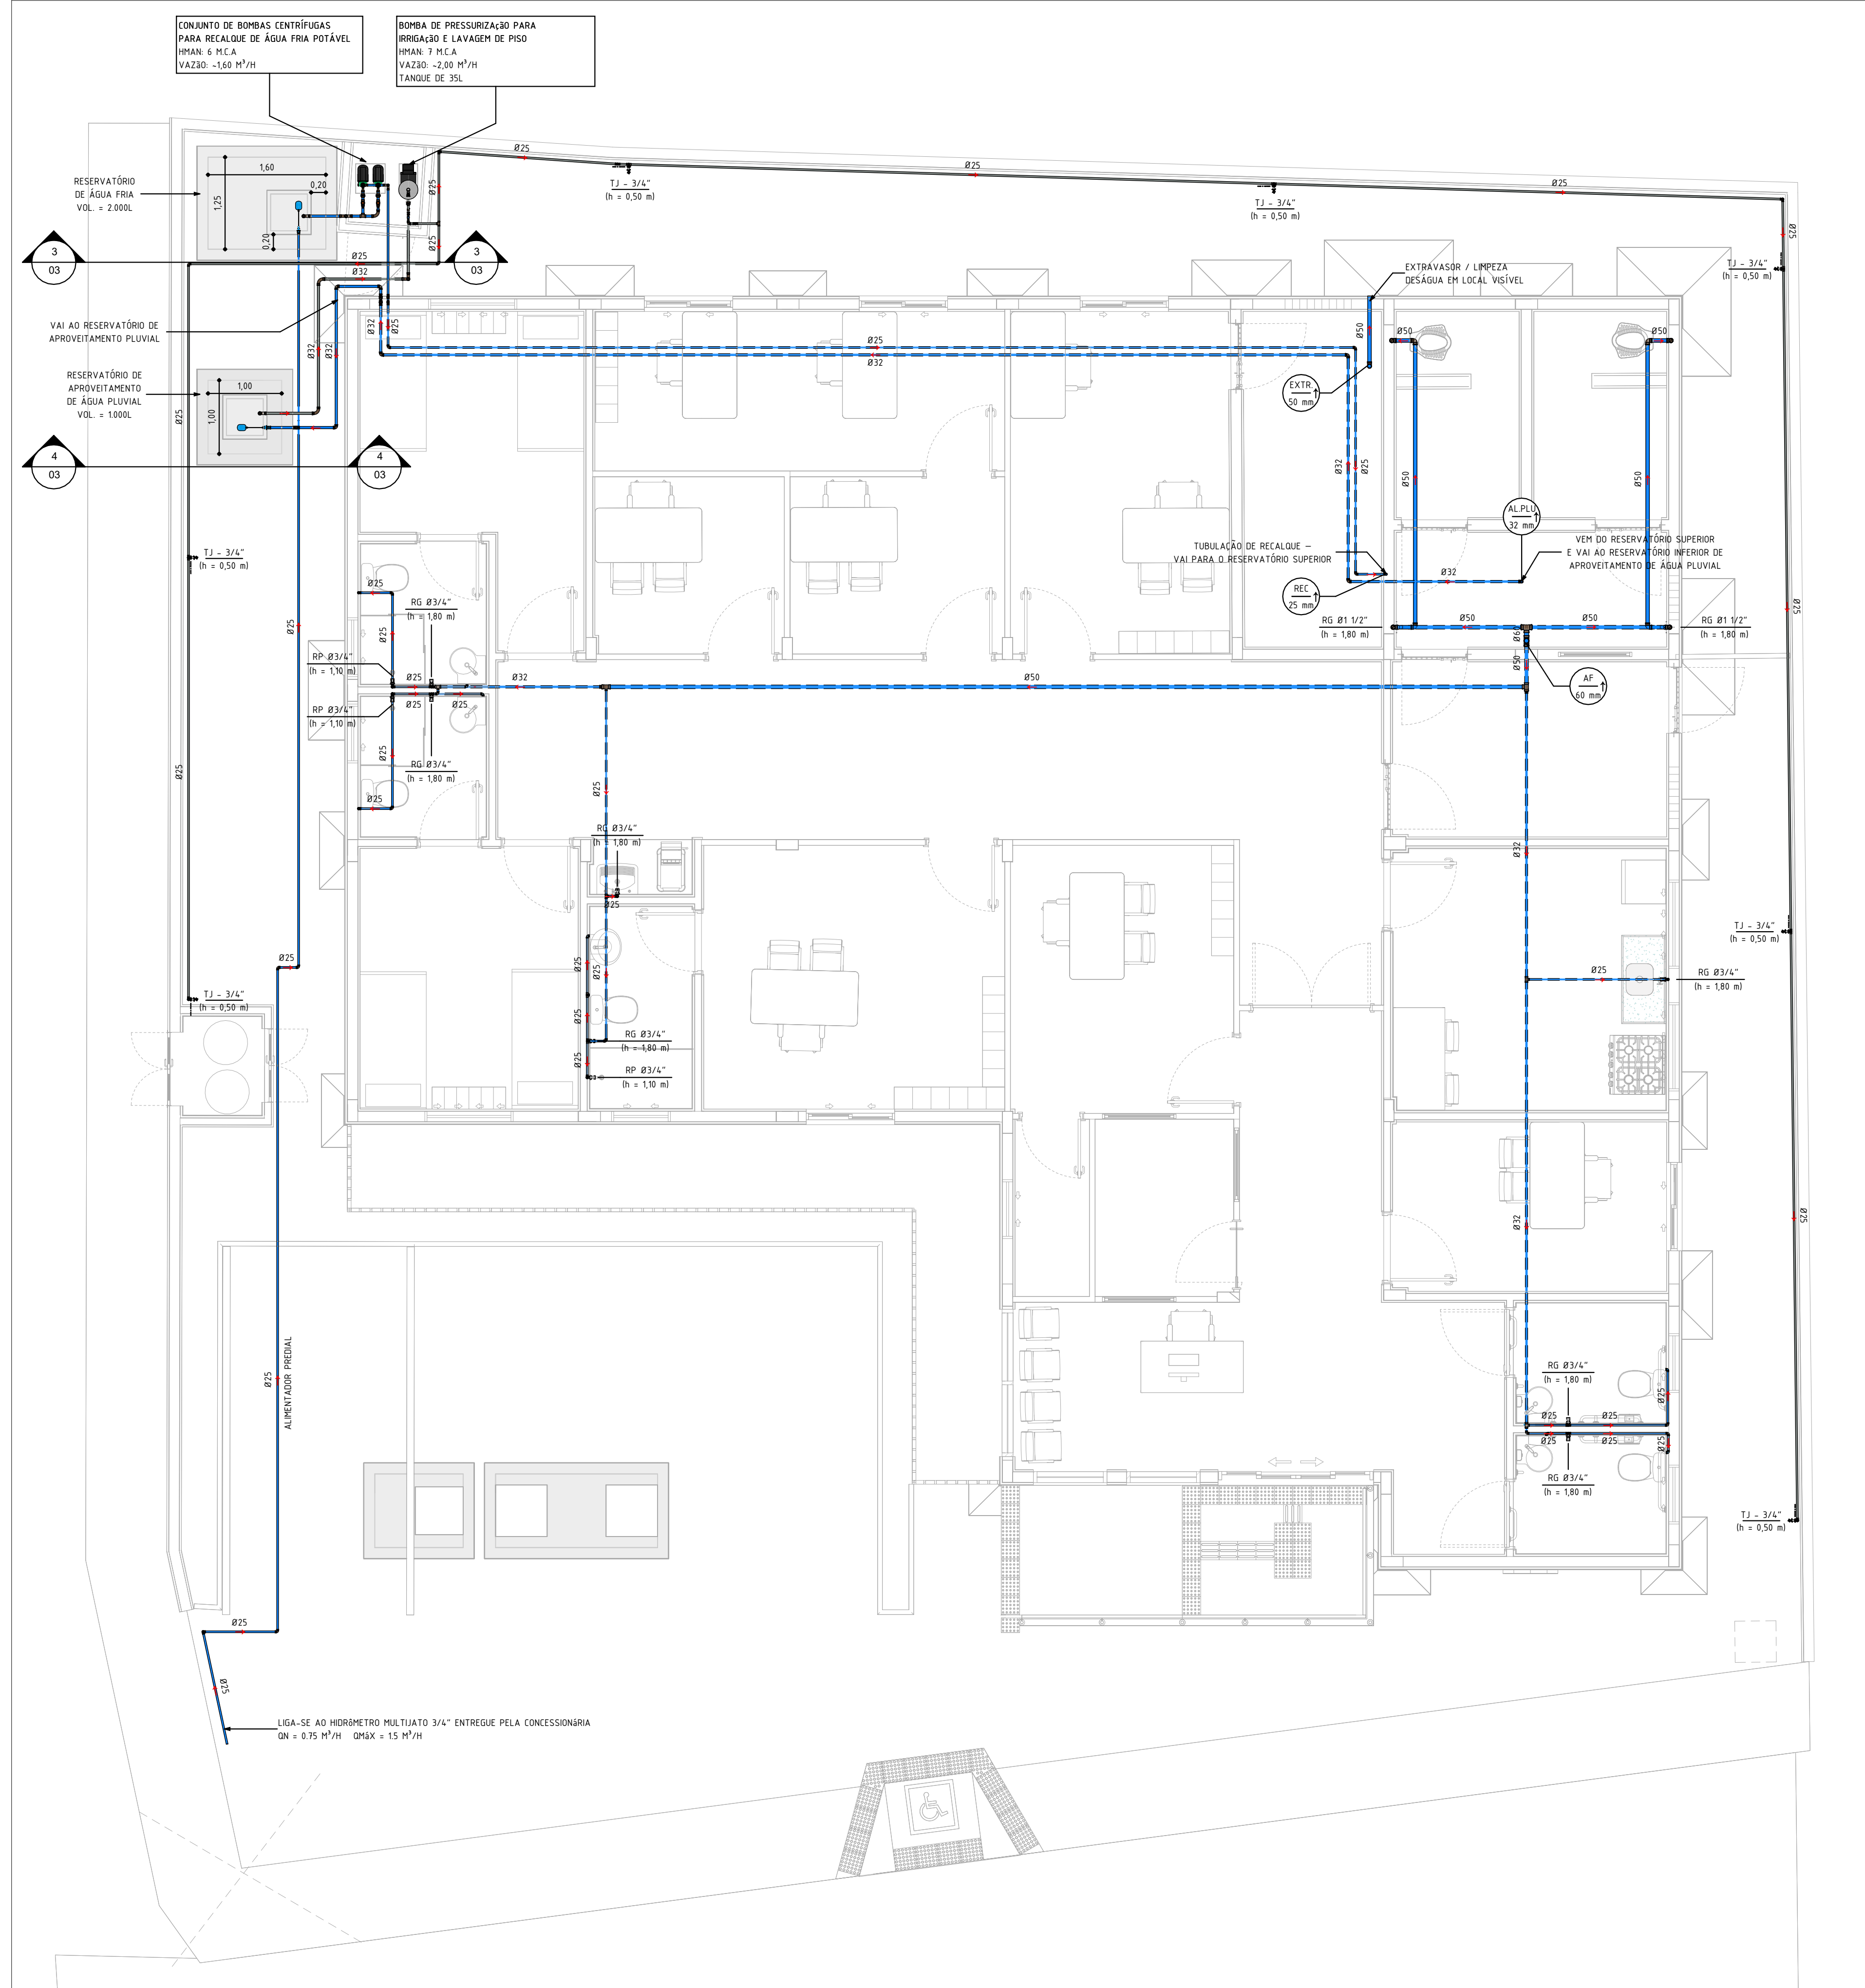 CONJUNTO DE BOMBAS CENTRÍFUGAS
PARA RECALQUE DE ÁGUA FRIA POTÁVEL
HMAN: 6 M.C.A
VAZãO: ~1,60 M³/H
BOMBA DE PRESSURIZAçãO PARA
IRRIGAçãO E LAVAGEM DE PISO
HMAN: 7 M.C.A
VAZãO: ~2,00 M³/H
TANQUE DE 35L
RESERVATÓRIO
DE ÁGUA FRIA
VOL. = 2.000L
1,60
0,20
1,25
0,20
Ø25
Ø25
Ø25
Ø25
Ø25
TJ - 3/4"
(h = 0,50 m)
TJ - 3/4"
(h = 0,50 m)
Ø25
TJ - 3/4"
(h = 0,50 m)
3
03
3
03
Ø25
Ø32
EXTRAVASOR / LIMPEZA
DESÁGUA EM LOCAL VISÍVEL
VAI AO RESERVATÓRIO DE
APROVEITAMENTO PLUVIAL
Ø32
Ø32
Ø32
Ø25
Ø25
Ø32
Ø50
Ø50
Ø50
RESERVATÓRIO DE
APROVEITAMENTO
DE ÁGUA PLUVIAL
VOL. = 1.000L
1,00
1,00
Ø25
EXTR.
50 mm
4
03
4
03
Ø32
Ø25
Ø50
Ø50
AL.PLU
32 mm
TUBULAÇÃO DE RECALQUE –
VAI PARA O RESERVATÓRIO SUPERIOR
VEM DO RESERVATÓRIO SUPERIOR
E VAI AO RESERVATÓRIO INFERIOR DE
APROVEITAMENTO DE ÁGUA PLUVIAL
Ø32
REC
25 mm
TJ - 3/4"
(h = 0,50 m)
Ø25
RG Ø3/4"
(h = 1,80 m)
Ø25
Ø25
Ø25
RG Ø1 1/2"
(h = 1,80 m)
Ø50
Ø50
RG Ø1 1/2"
(h = 1,80 m)
Ø6
Ø50
RP Ø3/4"
(h = 1,10 m)
Ø25
Ø32
Ø50
AF
60 mm
Ø25
Ø25
RP Ø3/4"
(h = 1,10 m)
Ø25
RG Ø3/4"
(h = 1,80 m)
Ø25
Ø25
Ø25
RG Ø3/4"
(h = 1,80 m)
Ø25
Ø32
TJ - 3/4"
(h = 0,50 m)
Ø25
Ø25
Ø25
Ø25
RG Ø3/4"
(h = 1,80 m)
TJ - 3/4"
(h = 0,50 m)
Ø25
Ø25
RG Ø3/4"
(h = 1,80 m)
RP Ø3/4"
(h = 1,10 m)
Ø32
Ø25
Ø25
ALIMENTADOR PREDIAL
RG Ø3/4"
(h = 1,80 m)
Ø25
Ø25
Ø25
Ø25
Ø25
Ø25
RG Ø3/4"
(h = 1,80 m)
TJ - 3/4"
(h = 0,50 m)
Ø25
Ø25
LIGA-SE AO HIDRôMETRO MULTIJATO 3/4" ENTREGUE PELA CONCESSIONáRIA
QN = 0.75 M³/H QMáX = 1.5 M³/H